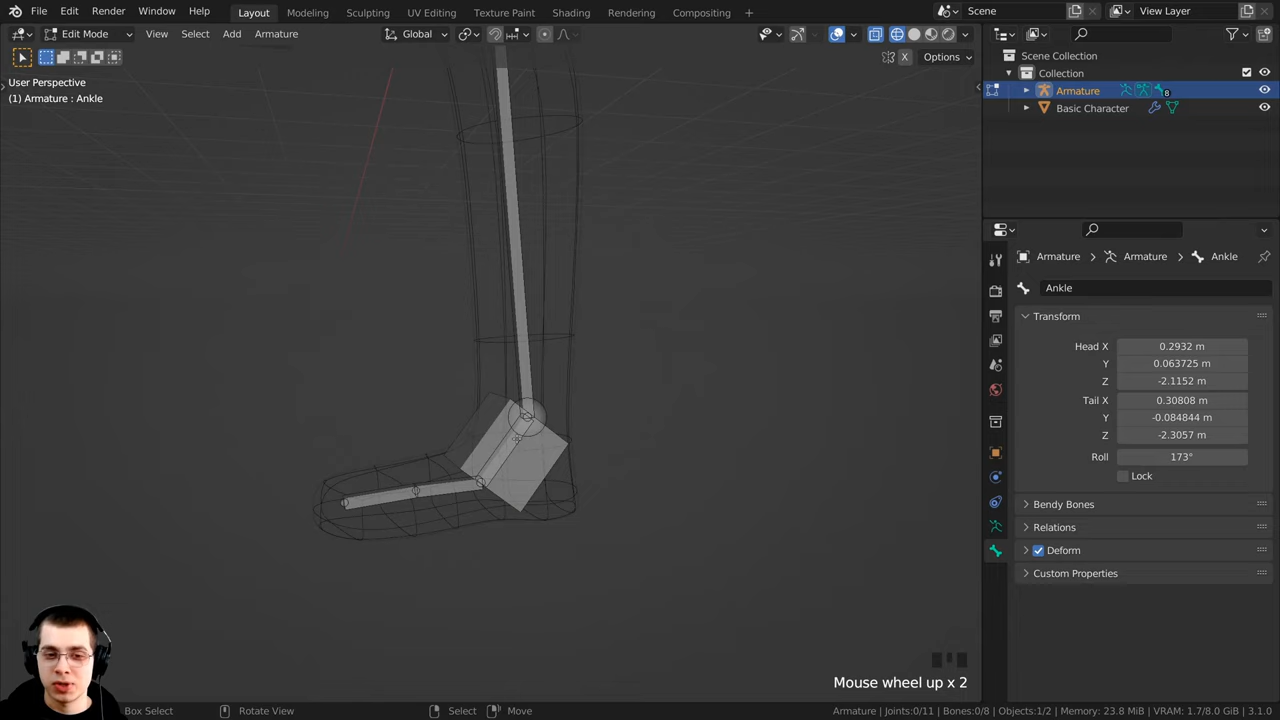 File Edit Render Window Help Layout Modeling Sculpting UV Editing Texture Paint Shading Rendering Compositing + Scene View Layer
Edit Mode View Select Add Armature Global
X Options
User Perspective
(1) Armature : Ankle
Scene Collection
Collection
Armature 8
Basic Character
Armature Armature Ankle
Ankle
Transform
Head X 0.2932 m
Y 0.063725 m
Z -2.1152 m
Tail X 0.30808 m
Y -0.084844 m
Z -2.3057 m
Roll 173°
Lock
Bendy Bones
Relations
Deform
Custom Properties
Mouse wheel up x 2
Box Select Rotate View Select Move Armature | Joints:0/11 | Bones:0/8 | Objects:1/2 | Memory: 23.8 MiB | VRAM: 1.7/8.0 GiB | 3.1.0